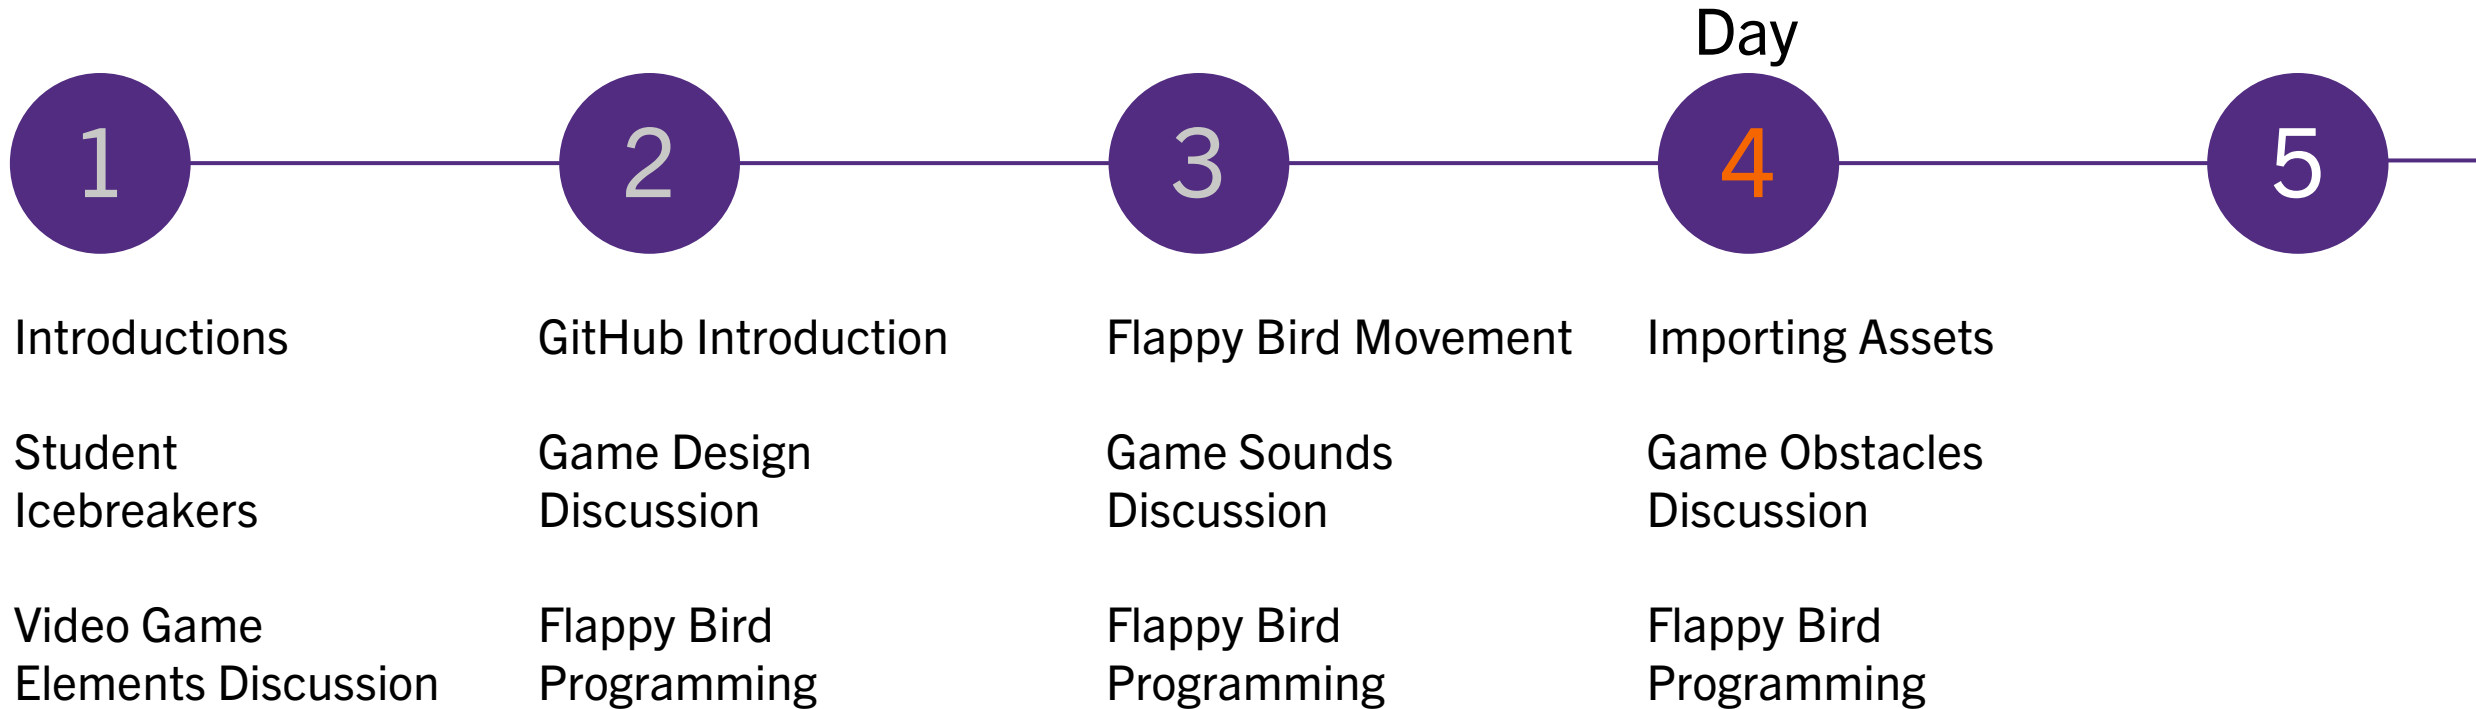 Day
1
2
3
4
5
Introductions
Student
Icebreakers
Video Game
Elements Discussion
GitHub Introduction
Game Design
Discussion
Flappy Bird
Programming
Flappy Bird Movement
Game Sounds
Discussion
Flappy Bird
Programming
Importing Assets
Game Obstacles
Discussion
Flappy Bird
Programming